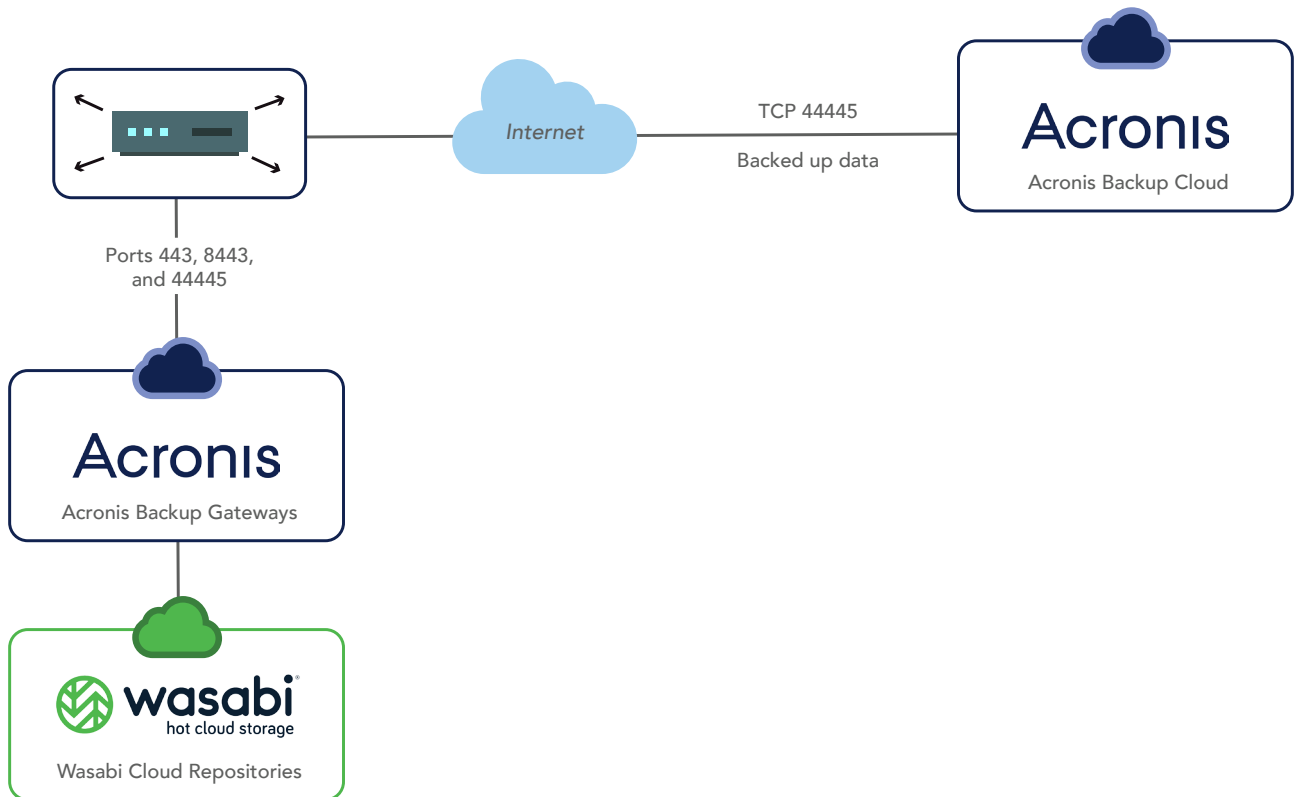 Internet
TCP 44445
Backed up data
Acronis
Acronis Backup Cloud
Ports 443, 8443,
and 44445
Acronis
Acronis Backup Gateways
wasabi®
hot cloud storage
Wasabi Cloud Repositories